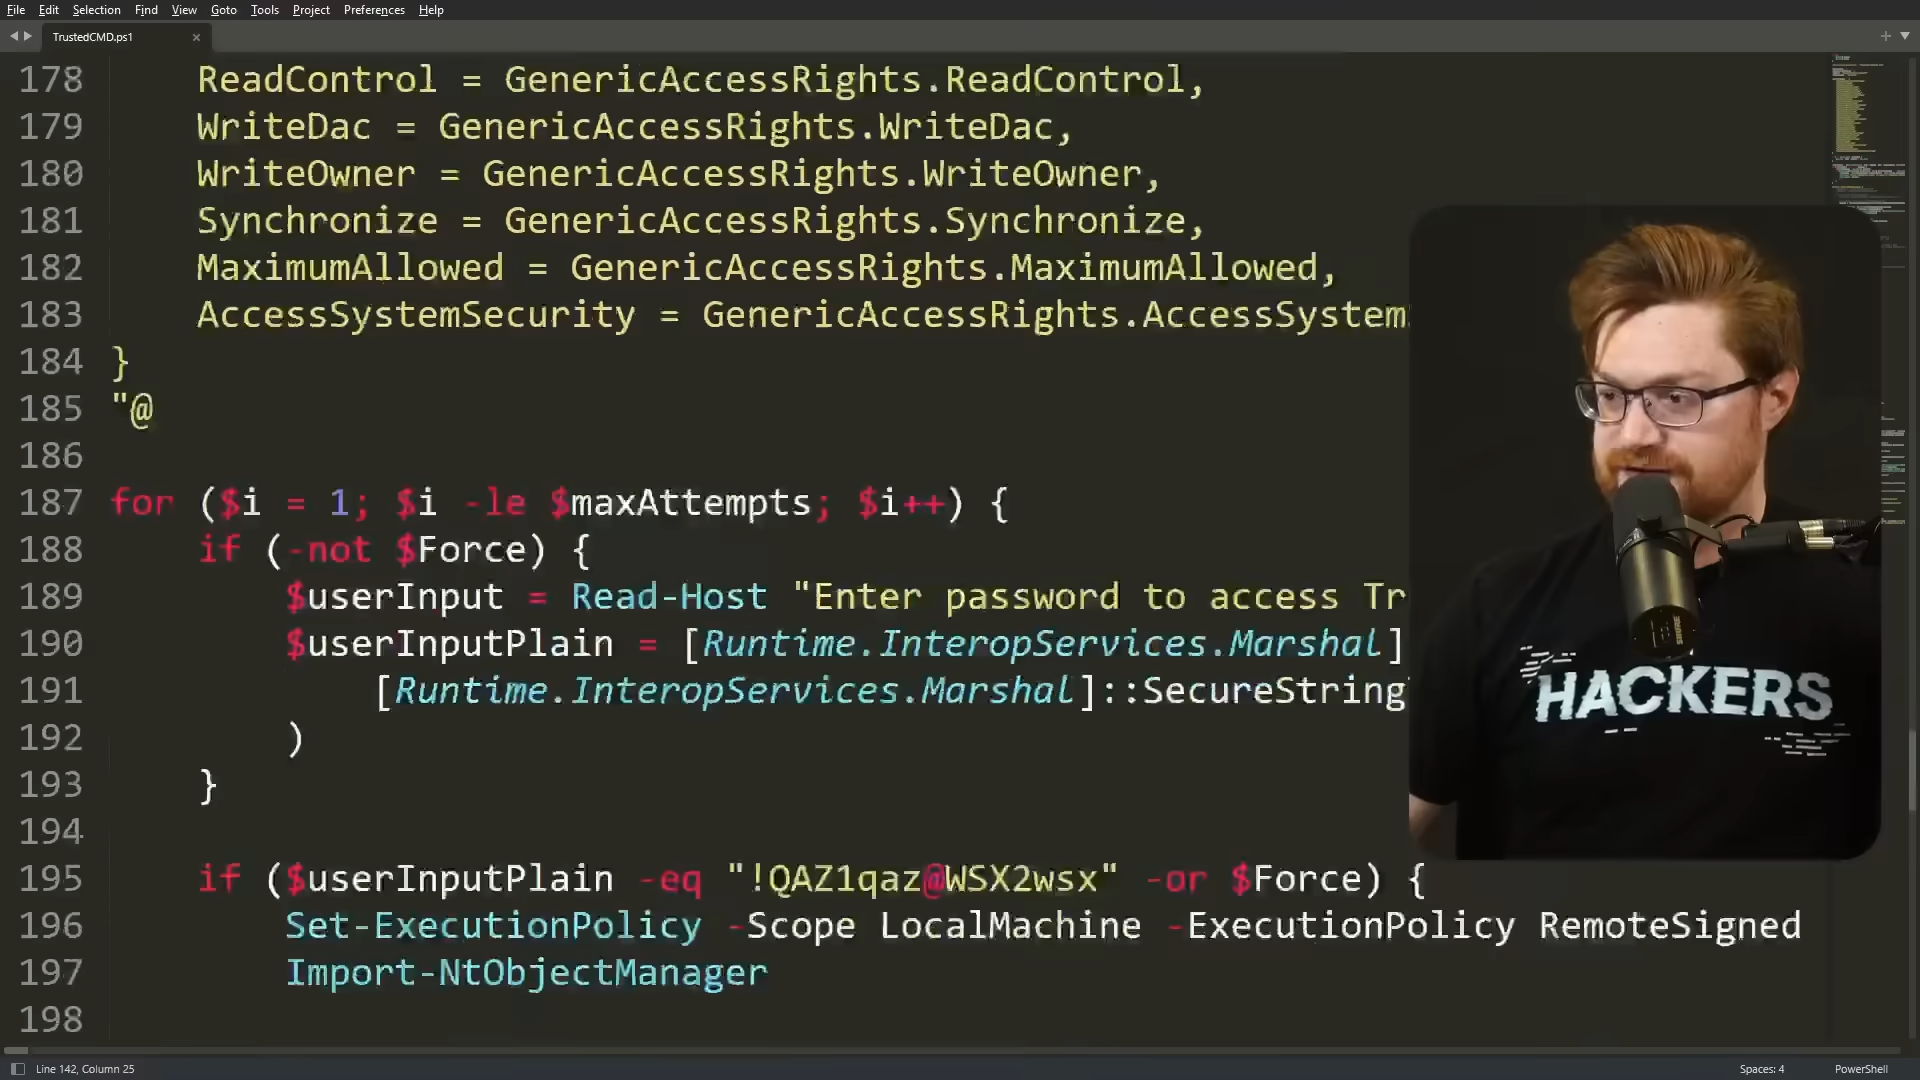 File Edit Selection Find View Goto Tools Project Preferences Help
TrustedCMD.ps1
178 ReadControl = GenericAccessRights.ReadControl,
179 WriteDac = GenericAccessRights.WriteDac,
180 WriteOwner = GenericAccessRights.WriteOwner,
181 Synchronize = GenericAccessRights.Synchronize,
182 MaximumAllowed = GenericAccessRights.MaximumAllowed,
183 AccessSystemSecurity = GenericAccessRights.AccessSystem
184 }
185 "@
186
187 for ($i = 1; $i -le $maxAttempts; $i++) {
188 if (-not $Force) {
189 $userInput = Read-Host "Enter password to access Tr
190 $userInputPlain = [Runtime.InteropServices.Marshal]
191 [Runtime.InteropServices.Marshal]::SecureString
192 )
193 }
194
195 if ($userInputPlain -eq "!QAZ1qaz@WSX2wsx" -or $Force) {
196 Set-ExecutionPolicy -Scope LocalMachine -ExecutionPolicy RemoteSigned
197 Import-NtObjectManager
198
HACKERS
Line 142, Column 25
Spaces: 4
PowerShell